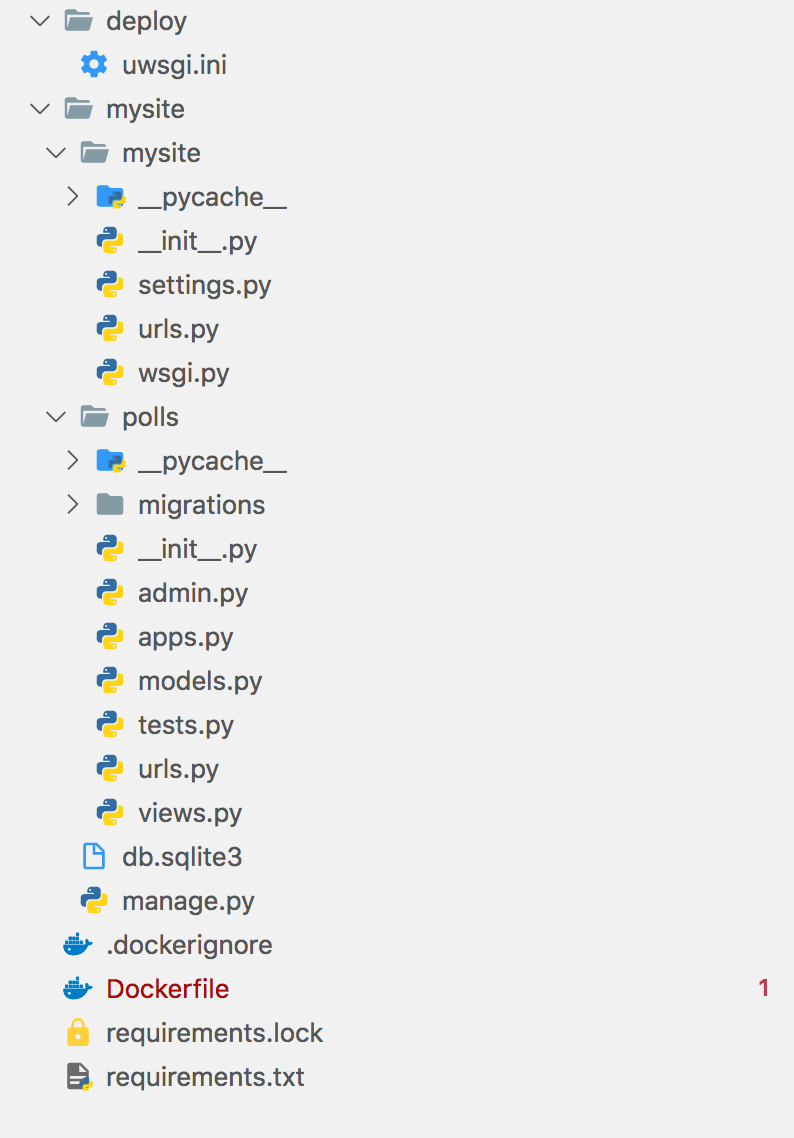 deploy
uwsgi.ini
mysite
mysite
__pycache__
__init__.py
settings.py
urls.py
wsgi.py
polls
__pycache__
migrations
__init__.py
admin.py
apps.py
models.py
tests.py
urls.py
views.py
db.sqlite3
manage.py
.dockerignore
Dockerfile 1
requirements.lock
requirements.txt